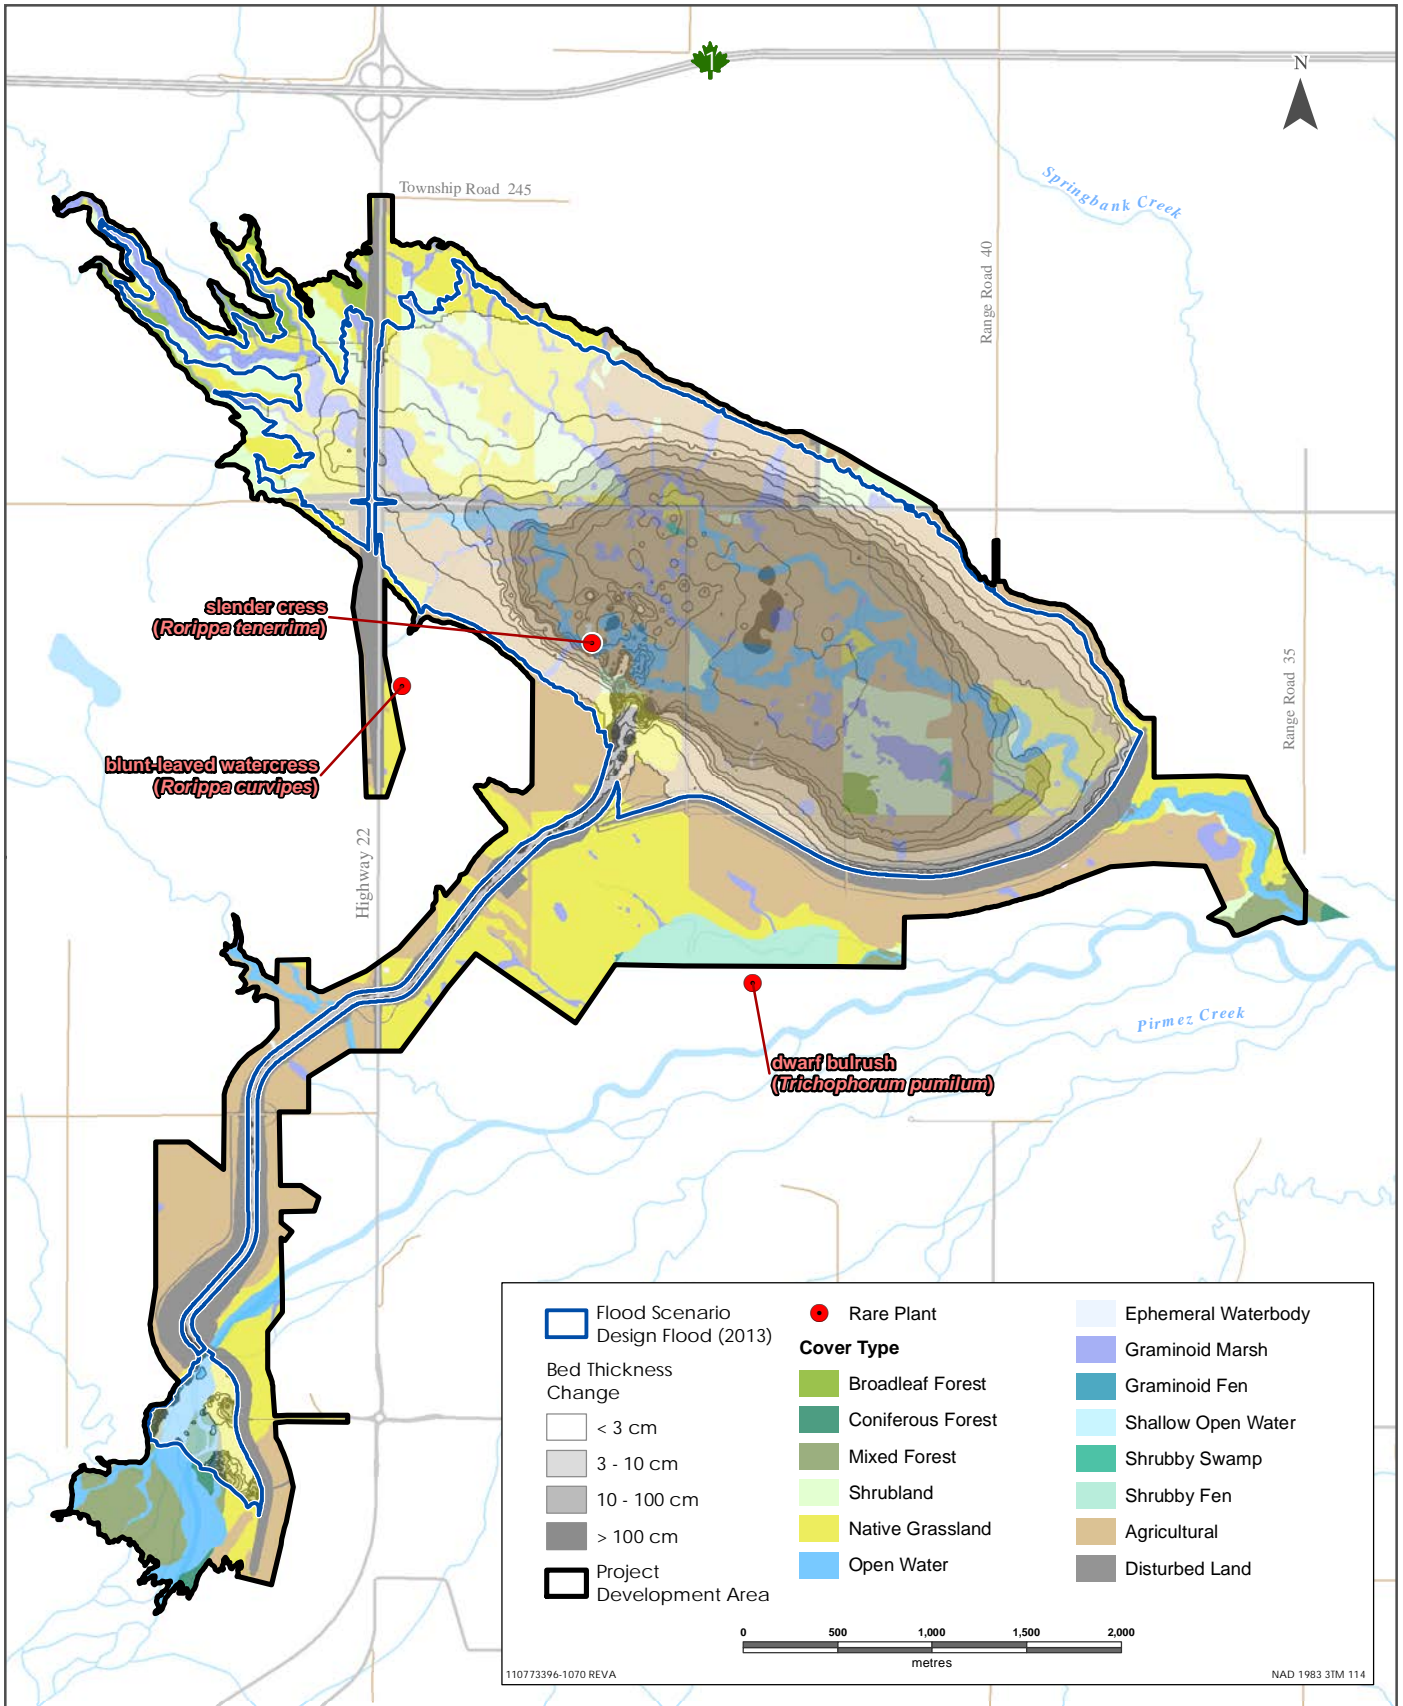 1
N
Township Road 245
Springbank Creek
Range Road 40
slender cress
(Rorippa tenerrima)
Range Road 35
blunt-leaved watercress
(Rorippa curvipes)
Highway 22
Pirmez Creek
dwarf bulrush
(Trichophorum pumilum)
Flood Scenario
Design Flood (2013)
Bed Thickness
Change
< 3 cm
3 - 10 cm
10 - 100 cm
> 100 cm
Project
Development Area
Rare Plant
Cover Type
Broadleaf Forest
Coniferous Forest
Mixed Forest
Shrubland
Native Grassland
Open Water
Ephemeral Waterbody
Graminoid Marsh
Graminoid Fen
Shallow Open Water
Shrubby Swamp
Shrubby Fen
Agricultural
Disturbed Land
0 500 1,000 1,500 2,000
metres
110773396-1070 REVA
NAD 1983 3TM 114